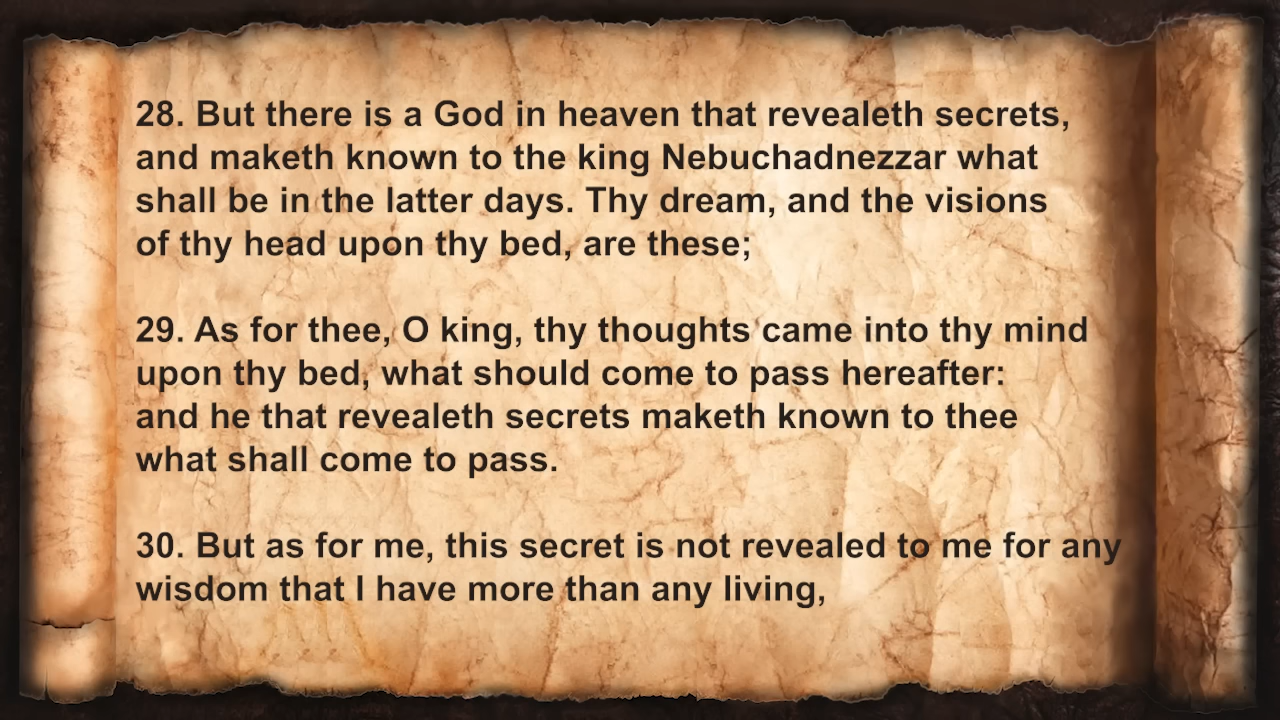 28. But there is a God in heaven that revealeth secrets,
and maketh known to the king Nebuchadnezzar what
shall be in the latter days. Thy dream, and the visions
of thy head upon thy bed, are these;
29. As for thee, O king, thy thoughts came into thy mind
upon thy bed, what should come to pass hereafter:
and he that revealeth secrets maketh known to thee
what shall come to pass.
30. But as for me, this secret is not revealed to me for any
wisdom that I have more than any living,